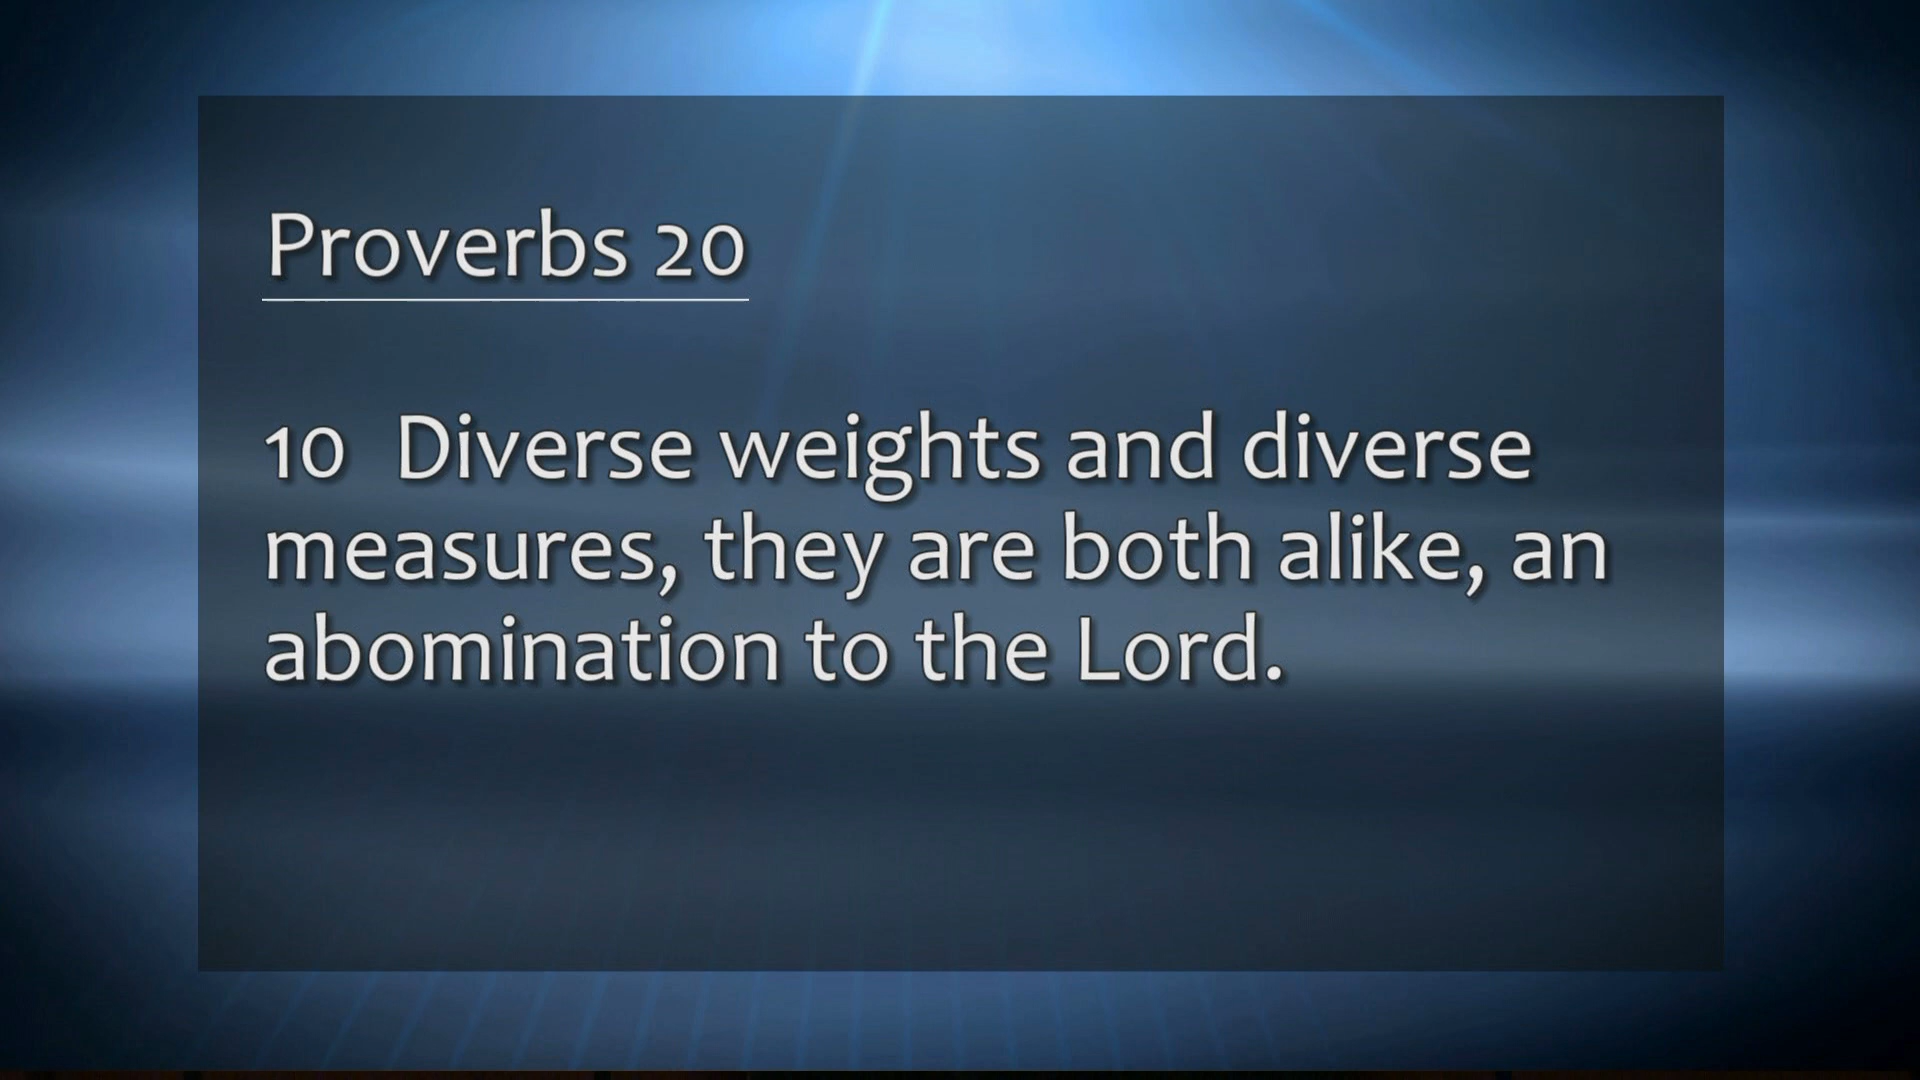 Proverbs 20
10 Diverse weights and diverse
measures, they are both alike, an
abomination to the Lord.